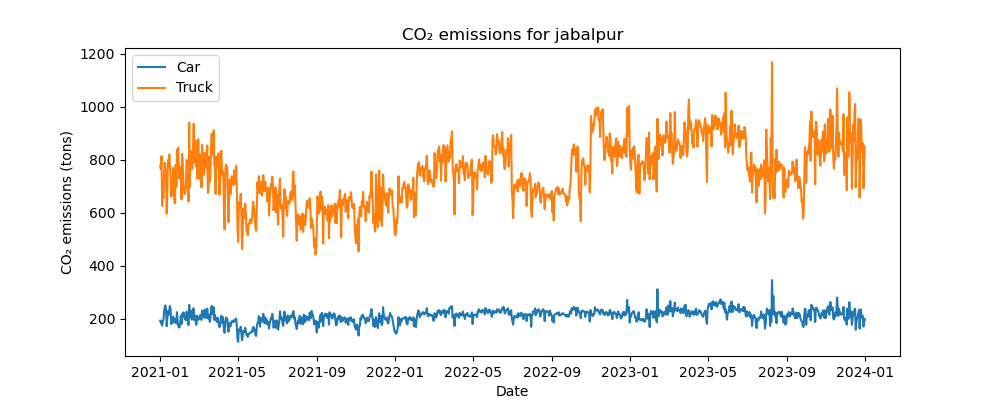 CO₂ emissions for jabalpur
Car
Truck
CO₂ emissions (tons)
1200
1000
800
600
400
200
2021-01 2021-05 2021-09 2022-01 2022-05 2022-09 2023-01 2023-05 2023-09 2024-01
Date